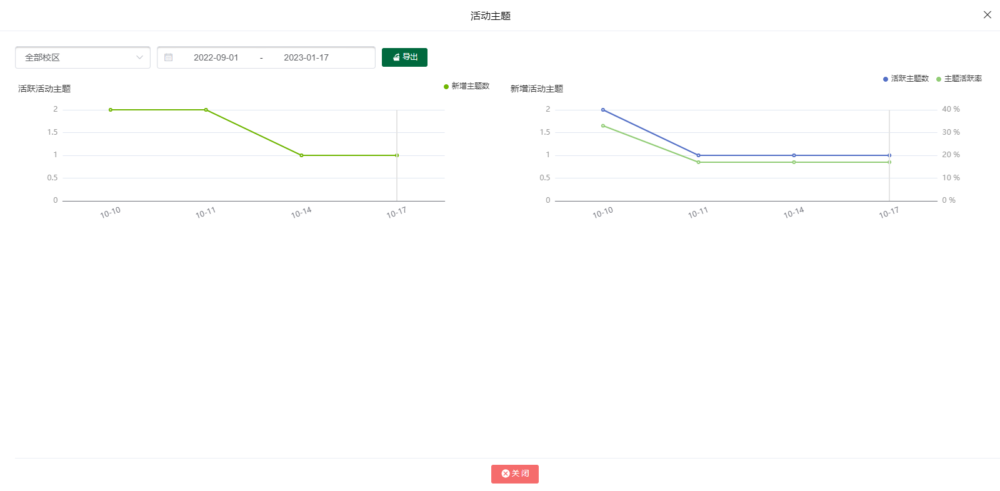 活动主题
全部校区
2022-09-01 - 2023-01-17
导出
活跃活动主题
新增主题数
2
1.5
1
0.5
0
10-10 10-11 10-14 10-17
新增活动主题
活跃主题数 主题活跃率
2 40 %
1.5 30 %
1 20 %
0.5 10 %
0 0 %
10-10 10-11 10-14 10-17
关 闭